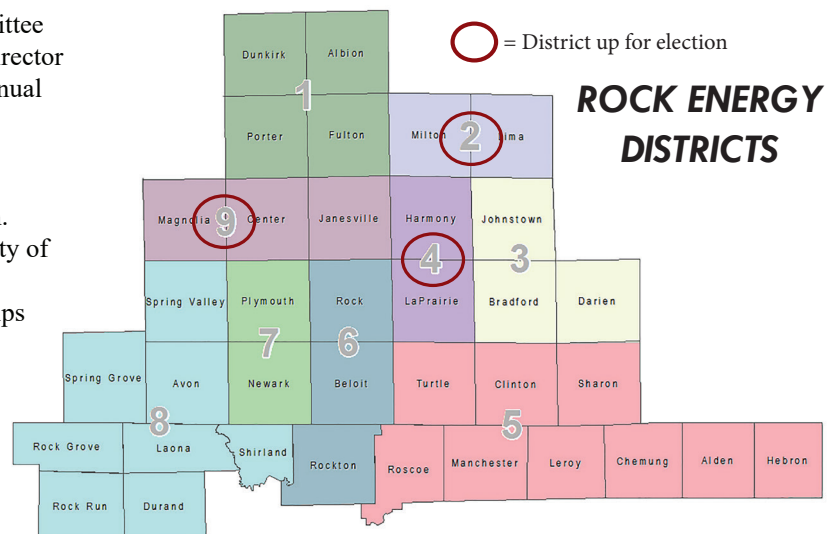 ittee
rector
nual
.
ty of
ps
= District up for election
ROCK ENERGY
DISTRICTS
Dunkirk Albion
1
Porter Fulton Milton 2 Lima
Magnolia 9 Center Janesville Harmony Johnstown
4 3
Spring Valley Plymouth Rock LaPrairie Bradford Darien
7 6
Spring Grove Avon Newark Beloit Turtle Clinton Sharon
8 5
Rock Grove Laona Shirland Rockton Roscoe Manchester Leroy Chemung Alden Hebron
Rock Run Durand